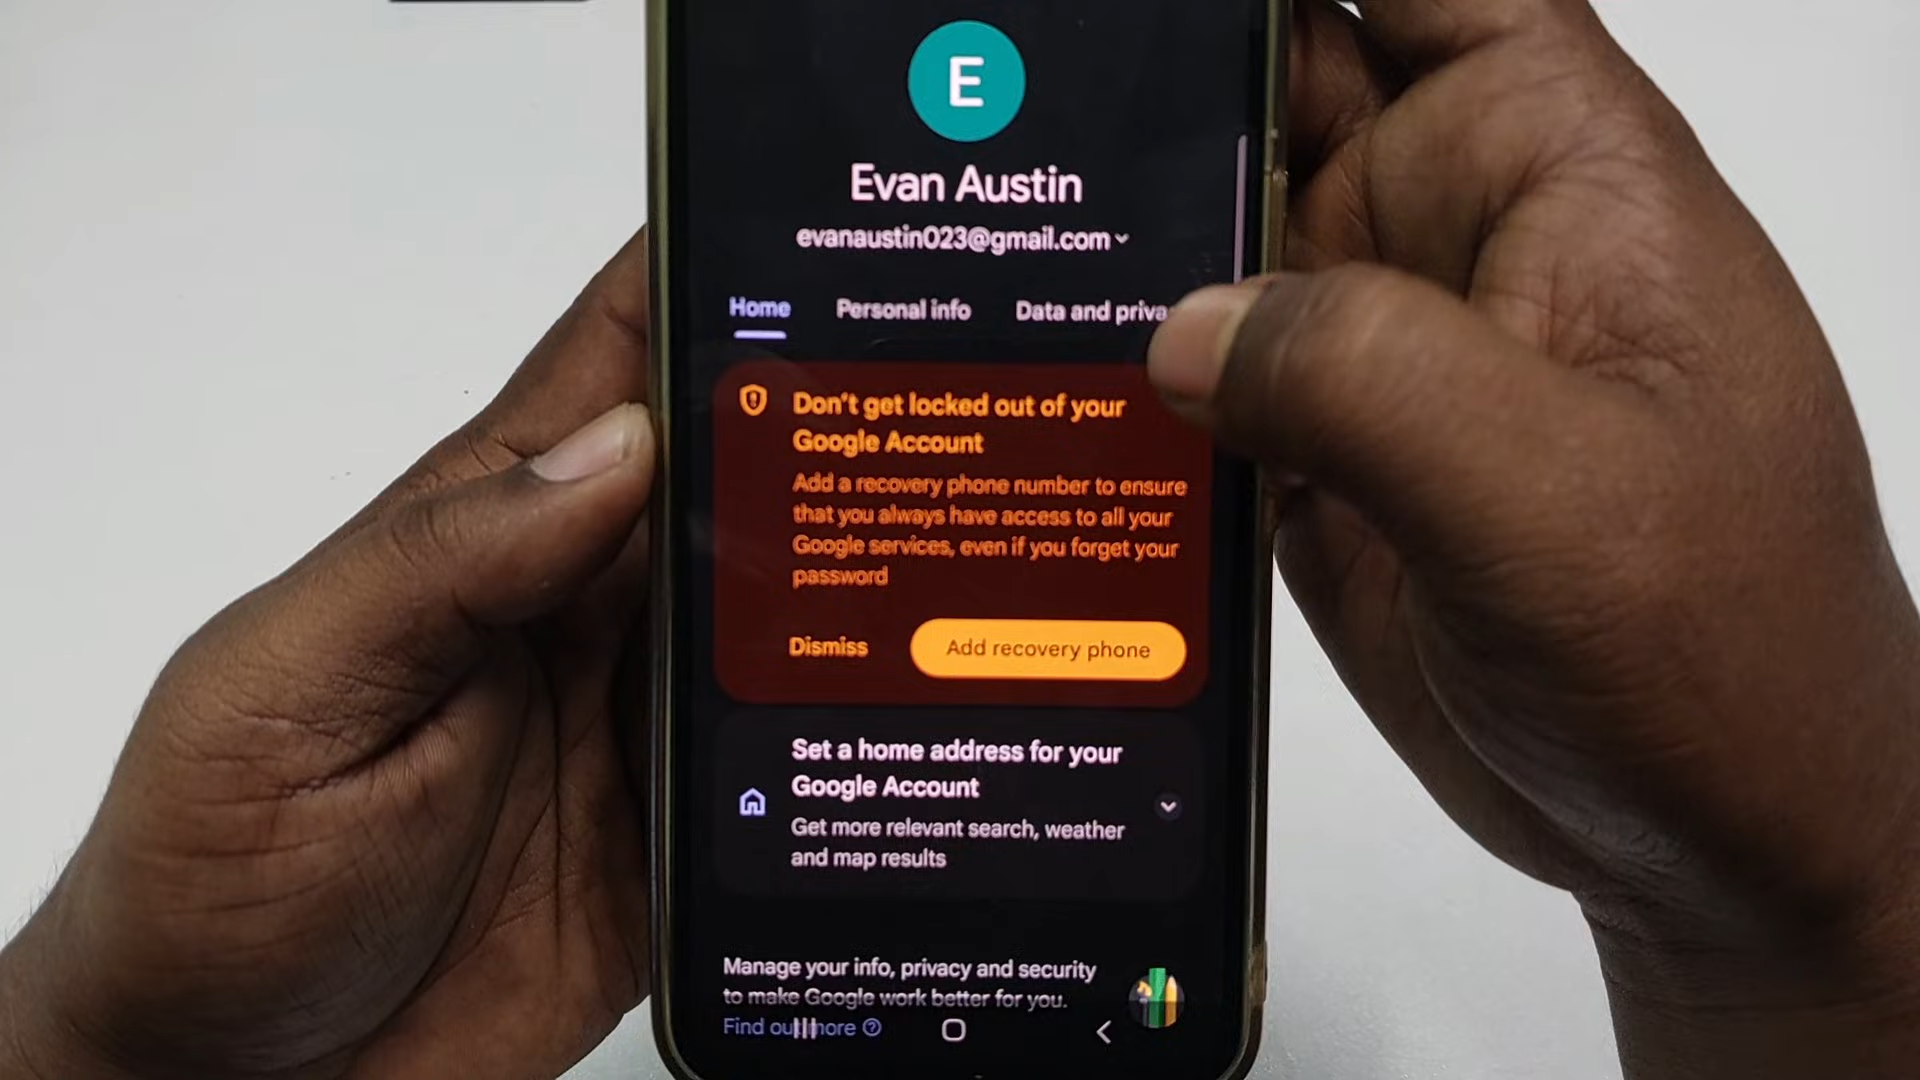 E
Evan Austin
evanaustin023@gmail.com
Home Personal info Data and priva
Don't get locked out of your
Google Account
Add a recovery phone number to ensure
that you always have access to all your
Google services, even if you forget your
password
Dismiss Add recovery phone
Set a home address for your
Google Account
Get more relevant search, weather
and map results
Manage your info, privacy and security
to make Google work better for you.
Find out more